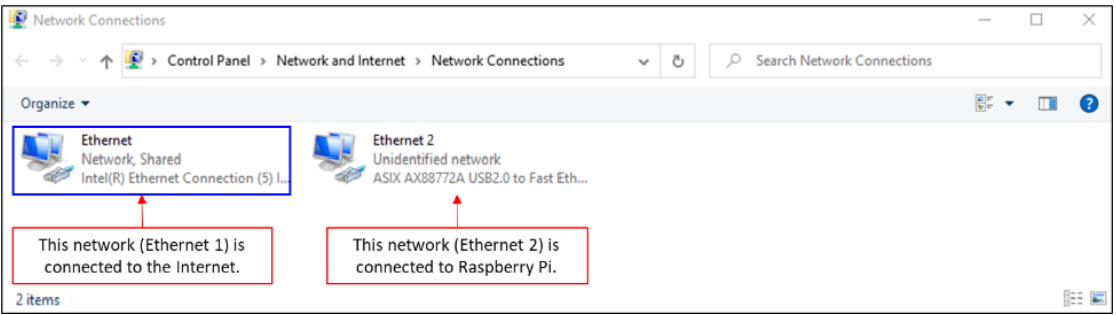 Network Connections
Control Panel > Network and Internet > Network Connections
Search Network Connections
Organize
Ethernet
Network, Shared
Intel(R) Ethernet Connection (5) I...
Ethernet 2
Unidentified network
ASIX AX88772A USB2.0 to Fast Eth...
This network (Ethernet 1) is
connected to the Internet.
This network (Ethernet 2) is
connected to Raspberry Pi.
2 items